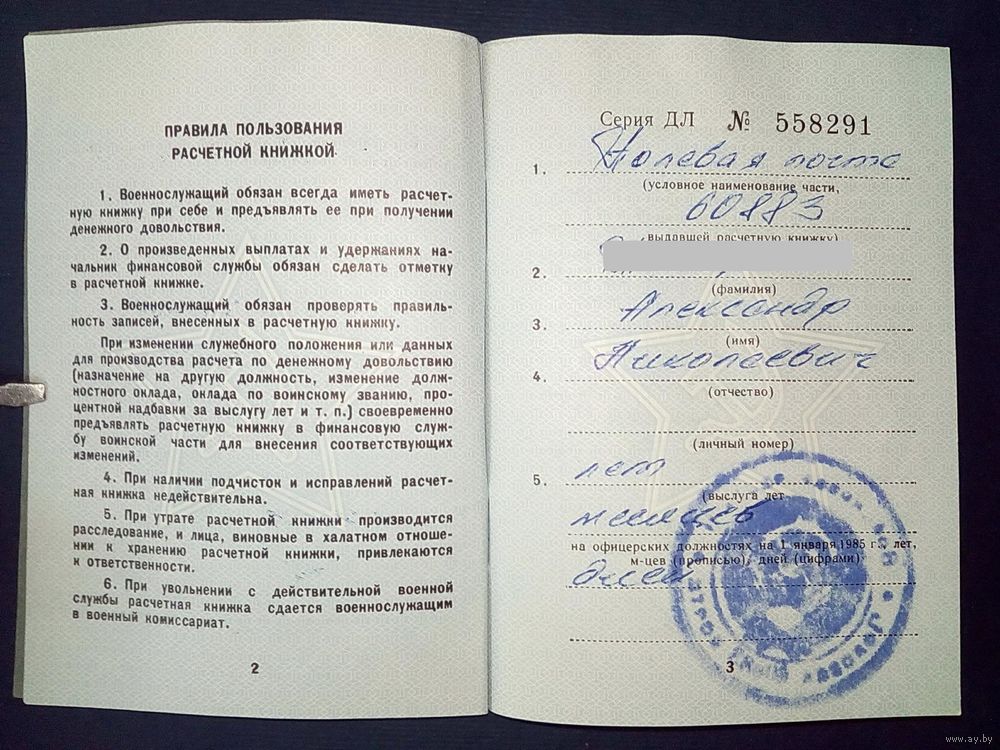 ПРАВИЛА ПОЛЬЗОВАНИЯ
РАСЧЕТНОЙ КНИЖКОЙ
1. Военнослужащий обязан всегда иметь расчет-
ную книжку при себе и предъявлять ее при получении
денежного довольствия.
2. О произведенных выплатах и удержаниях на-
чальник финансовой службы обязан сделать отметку
в расчетной книжке.
3. Военнослужащий обязан проверять правиль-
ность записей, внесенных в расчетную книжку.
При изменении служебного положения или данных
для производства расчета по денежному довольствию
(назначение на другую должность, изменение долж-
ностного оклада, оклада по воинскому званию, про-
центной надбавки за выслугу лет и т. п.) своевременно
предъявлять расчетную книжку в финансовую служ-
бу воинской части для внесения соответствующих
изменений.
4. При наличии подчисток и исправлений расчет-
ная книжка недействительна.
5. При утрате расчетной книжки производится
расследование, и лица, виновные в халатном отноше-
нии к хранению расчетной книжки, привлекаются
к ответственности.
6. При увольнении с действительной военной
службы расчетная книжка сдается военнослужащим
в военный комиссариат.
2
Серия ДЛ № 558291
1. Полевая почта
(условное наименование части,
60883
выдавшей расчетную книжку)
2.
(фамилия)
3. Александр
(имя)
4. Николаевич
(отчество)
(личный номер)
5. лет
(выслуга лет
месяцев
на офицерских должностях на 1 января 1985 г., лет,
м-цев (прописью), дней (цифрами)
дней
3
www.ay.by